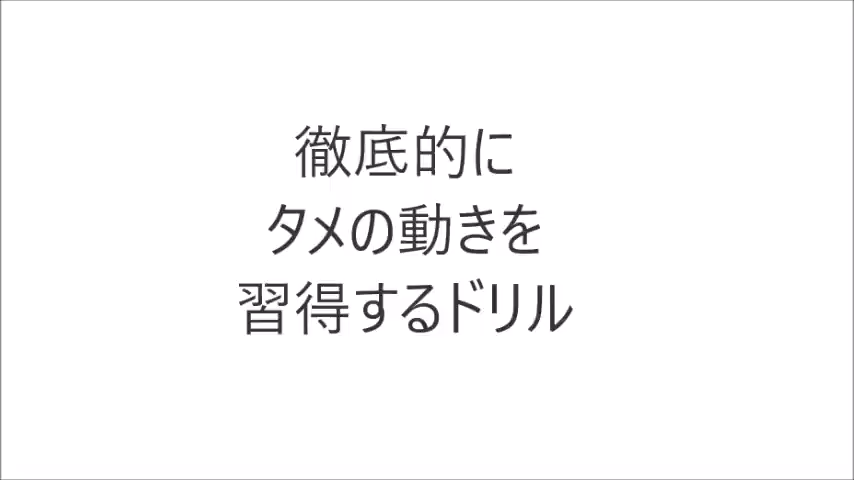 徹底的に
タメの動きを
習得するドリル